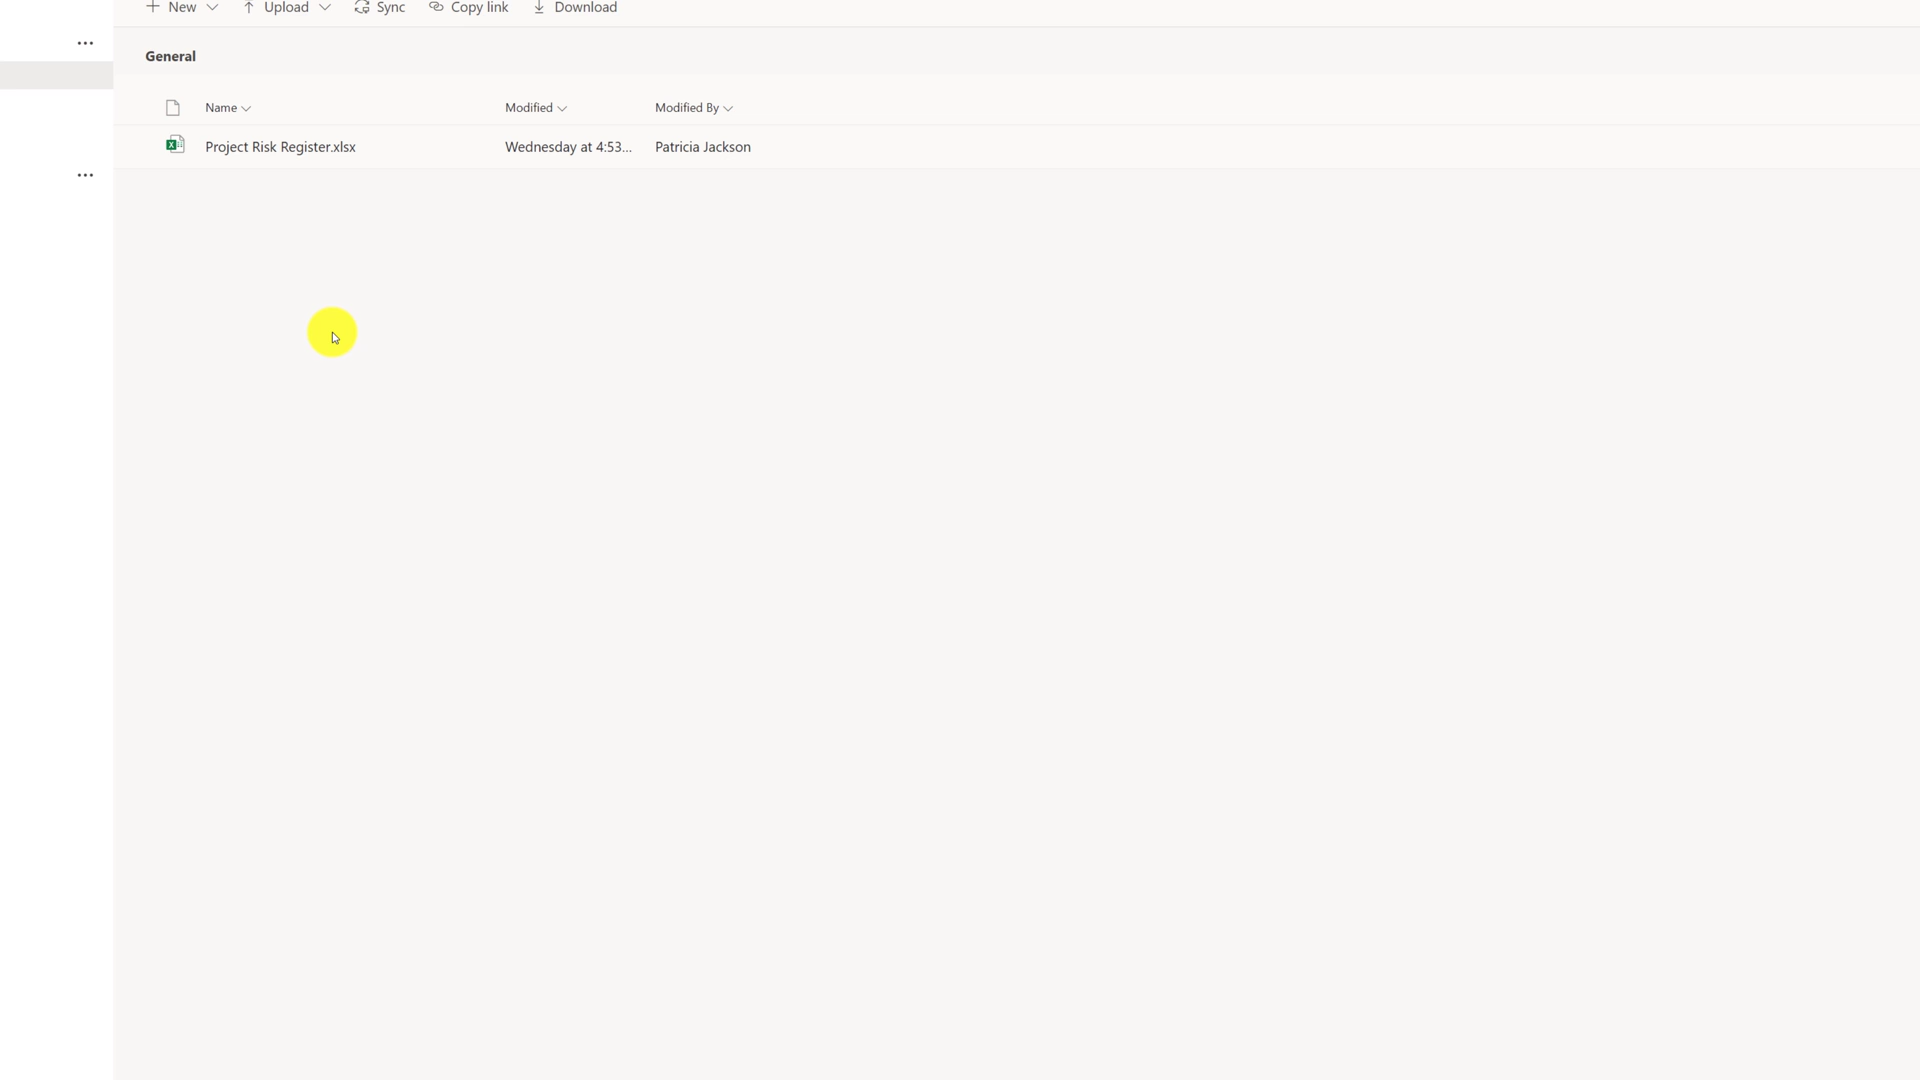 New Upload Sync Copy link Download
General
Name Modified Modified By
Project Risk Register.xlsx Wednesday at 4:53... Patricia Jackson